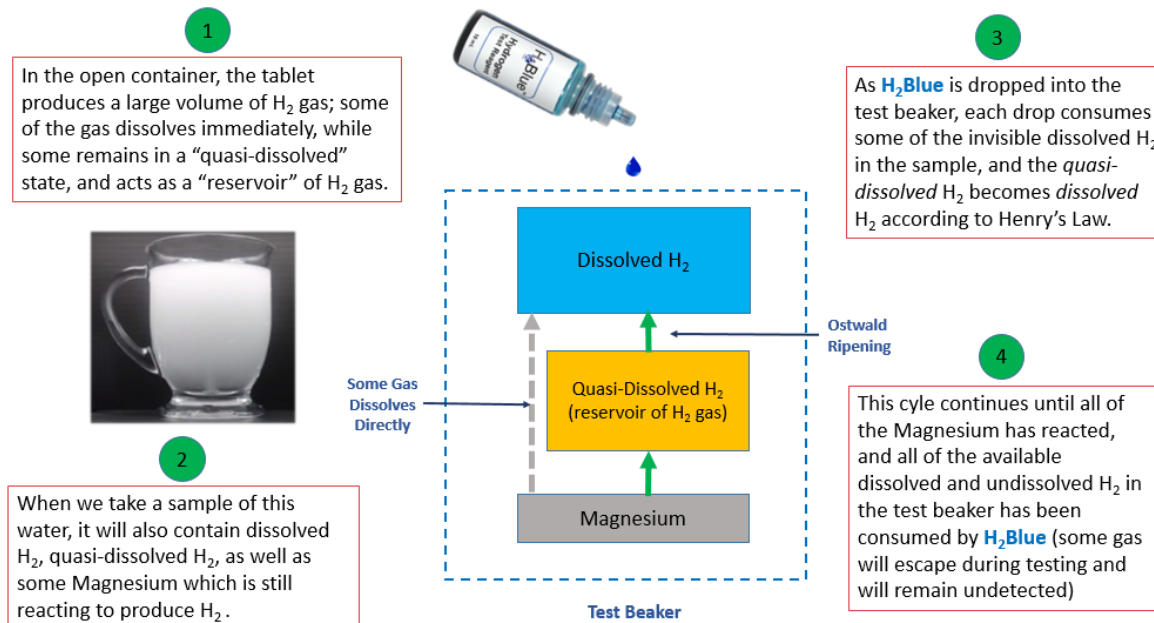 1
In the open container, the tablet
produces a large volume of H₂ gas; some
of the gas dissolves immediately, while
some remains in a “quasi-dissolved”
state, and acts as a “reservoir” of H₂ gas.
2
When we take a sample of this
water, it will also contain dissolved
H₂, quasi-dissolved H₂, as well as
some Magnesium which is still
reacting to produce H₂ .
H₂Blue
Hydrogen
Test Reagent
Dissolved H₂
Ostwald
Ripening
Some Gas
Dissolves
Directly
Quasi-Dissolved H₂
(reservoir of H₂ gas)
Magnesium
Test Beaker
3
As H₂Blue is dropped into the
test beaker, each drop consumes
some of the invisible dissolved H₂
in the sample, and the quasi-
dissolved H₂ becomes dissolved
H₂ according to Henry’s Law.
4
This cyle continues until all of
the Magnesium has reacted,
and all of the available
dissolved and undissolved H₂ in
the test beaker has been
consumed by H₂Blue (some gas
will escape during testing and
will remain undetected)